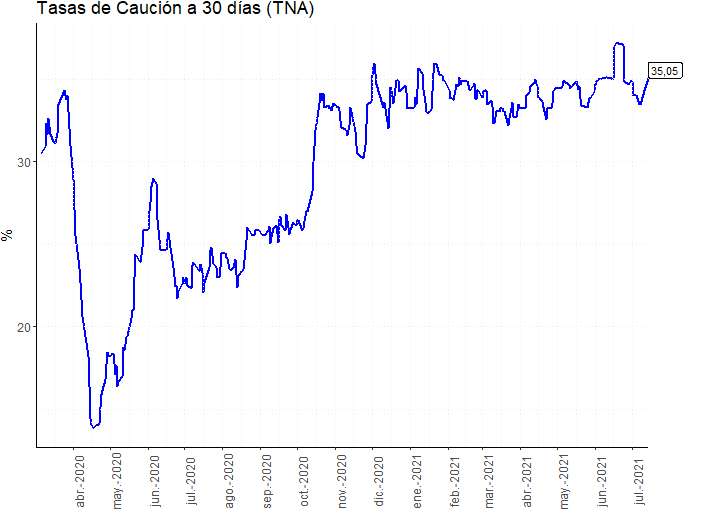 Tasas de Caución a 30 días (TNA)
35,05
30
%
20
abr.-2020
may.-2020
jun.-2020
jul.-2020
ago.-2020
sep.-2020
oct.-2020
nov.-2020
dic.-2020
ene.-2021
feb.-2021
mar.-2021
abr.-2021
may.-2021
jun.-2021
jul.-2021